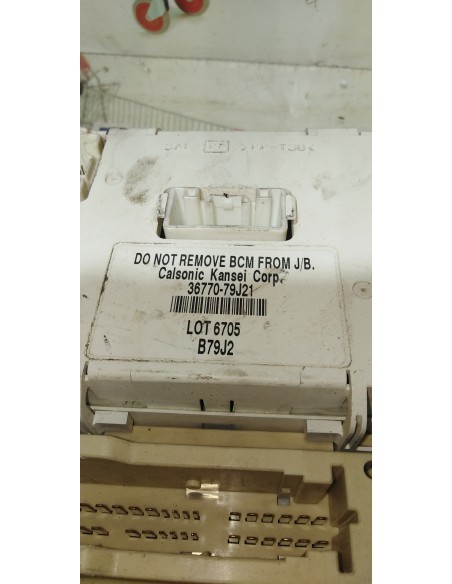 DO NOT REMOVE BCM FROM J/B.
Calsonic Kansei Corp.
36770-79J21
LOT 6705
B79J2